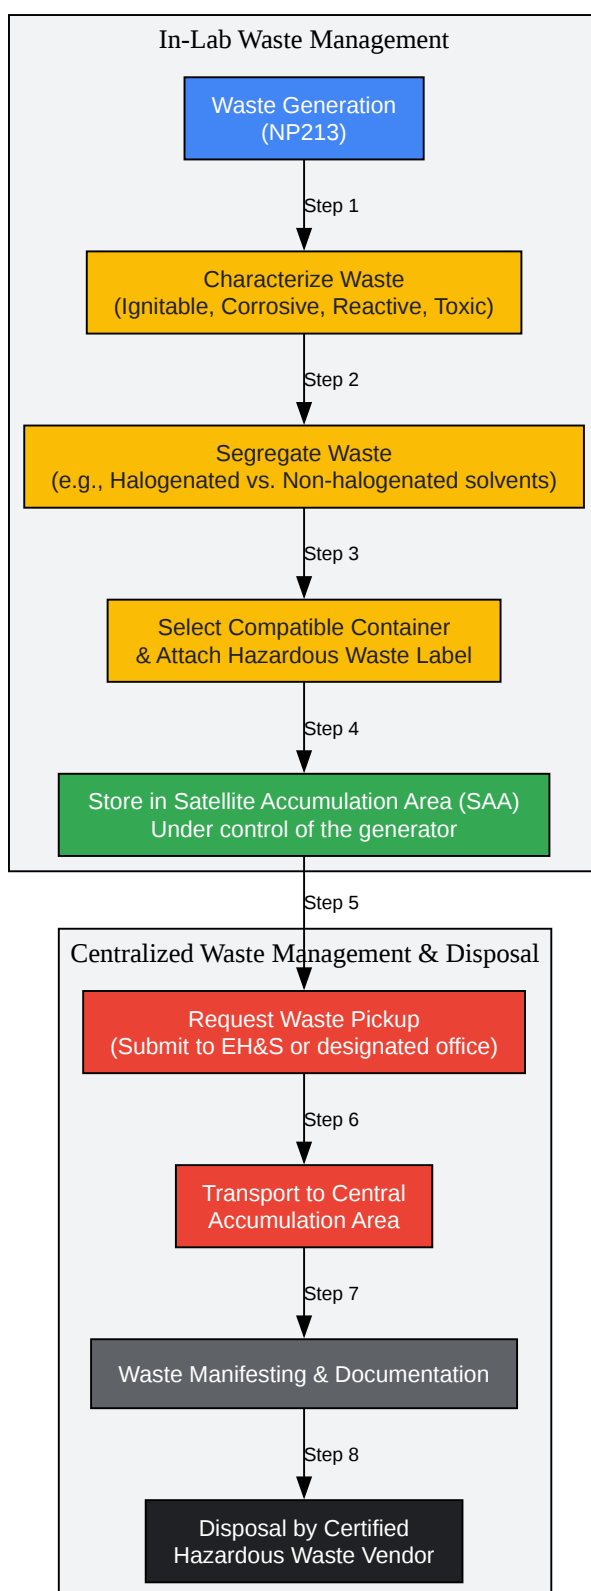 In-Lab Waste Management
Waste Generation
(NP213)
Step 1
Characterize Waste
(Ignitable, Corrosive, Reactive, Toxic)
Step 2
Segregate Waste
(e.g., Halogenated vs. Non-halogenated solvents)
Step 3
Select Compatible Container
& Attach Hazardous Waste Label
Step 4
Store in Satellite Accumulation Area (SAA)
Under control of the generator
Step 5
Centralized Waste Management & Disposal
Request Waste Pickup
(Submit to EH&S or designated office)
Step 6
Transport to Central
Accumulation Area
Step 7
Waste Manifesting & Documentation
Step 8
Disposal by Certified
Hazardous Waste Vendor